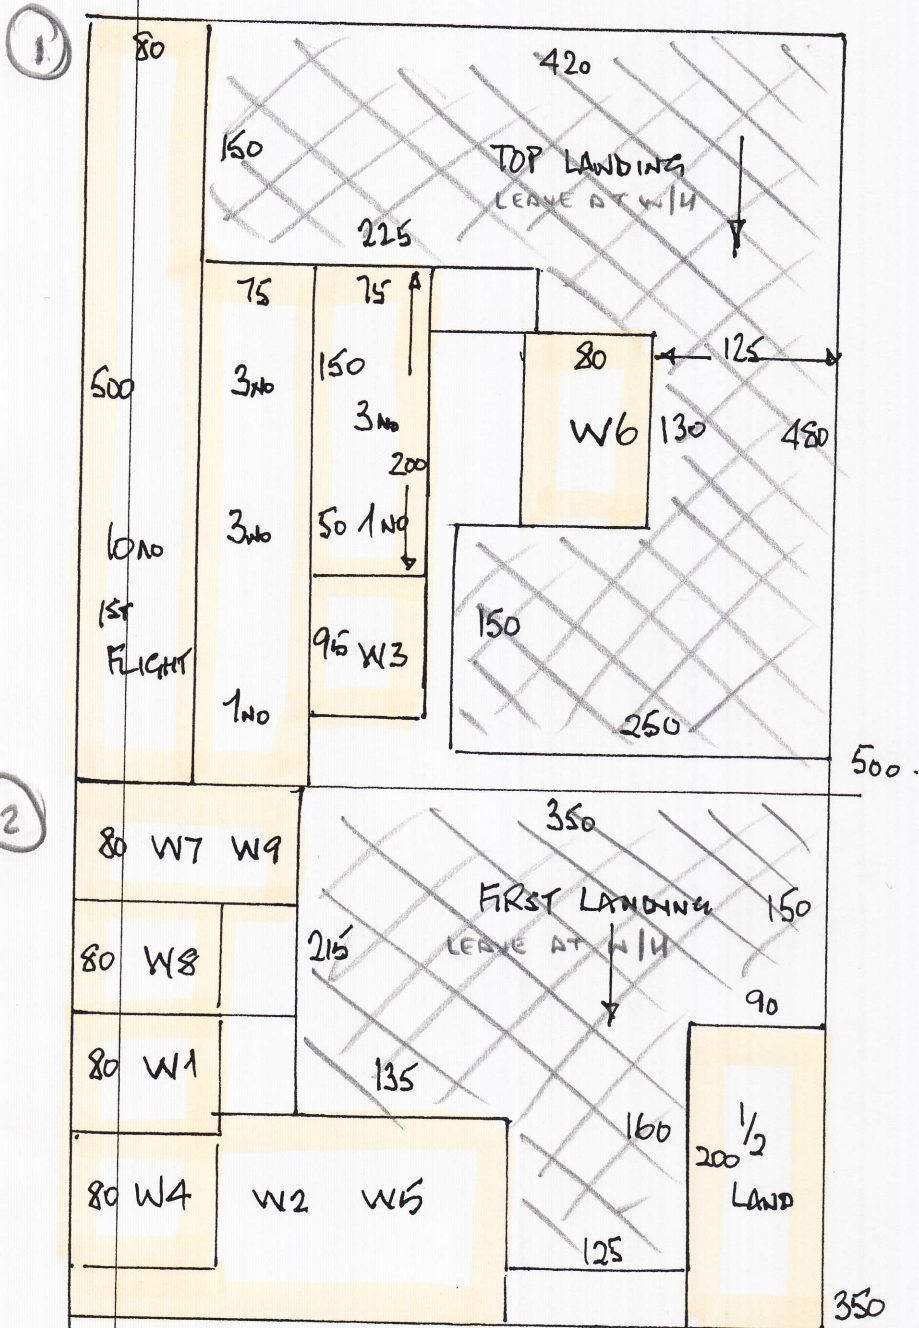 1.
80
420
150
TOP LANDING
LEAVE AT W/H
225
75
75
80
125
500
3NO
150
3NO
W6
130
480
200
10NO
3NO
50 1NO
1ST
FLIGHT
95 W3
150
1NO
250
500.
2
80 W7 W9
350
FIRST LANDING
150
LEAVE AT W/H
80 W8
215
90
80 W1
135
160
1/2
200
LAND
80 W4
W2 W5
125
350